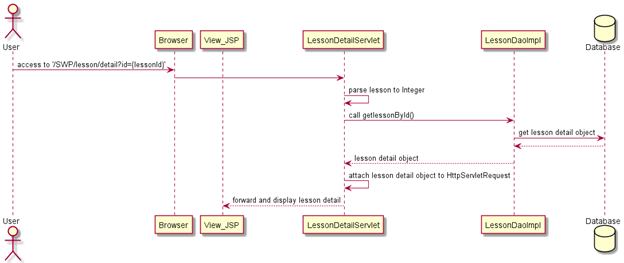 User
Browser
View_JSP
LessonDetailServlet
LessonDaoImpl
Database
access to '/SWP/lesson/detail?id={lessonId}'
parse lesson to Integer
call getlessonById()
get lesson detail object
lesson detail object
attach lesson detail object to HttpServletRequest
forward and display lesson detail
User
Browser
View_JSP
LessonDetailServlet
LessonDaoImpl
Database